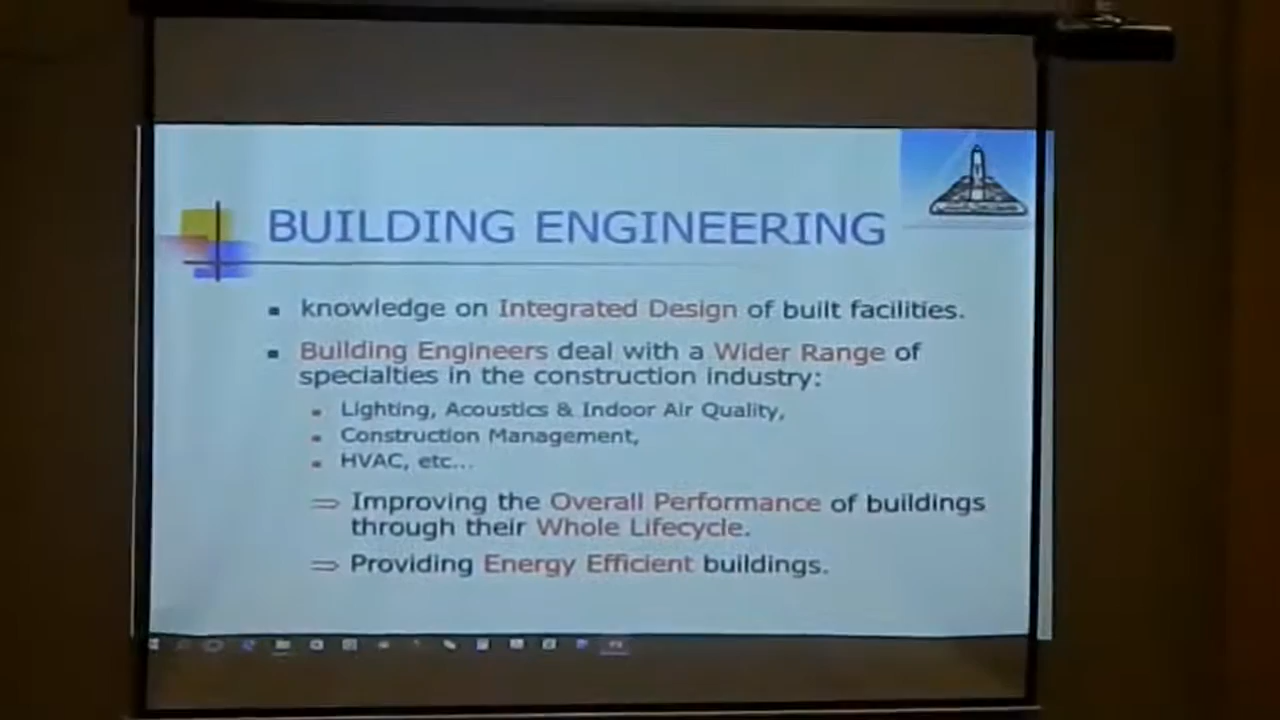 BUILDING ENGINEERING
knowledge on Integrated Design of built facilities.
Building Engineers deal with a Wider Range of
specialties in the construction industry:
Lighting, Acoustics & Indoor Air Quality,
Construction Management,
HVAC, etc...
⇒ Improving the Overall Performance of buildings
through their Whole Lifecycle.
⇒ Providing Energy Efficient buildings.